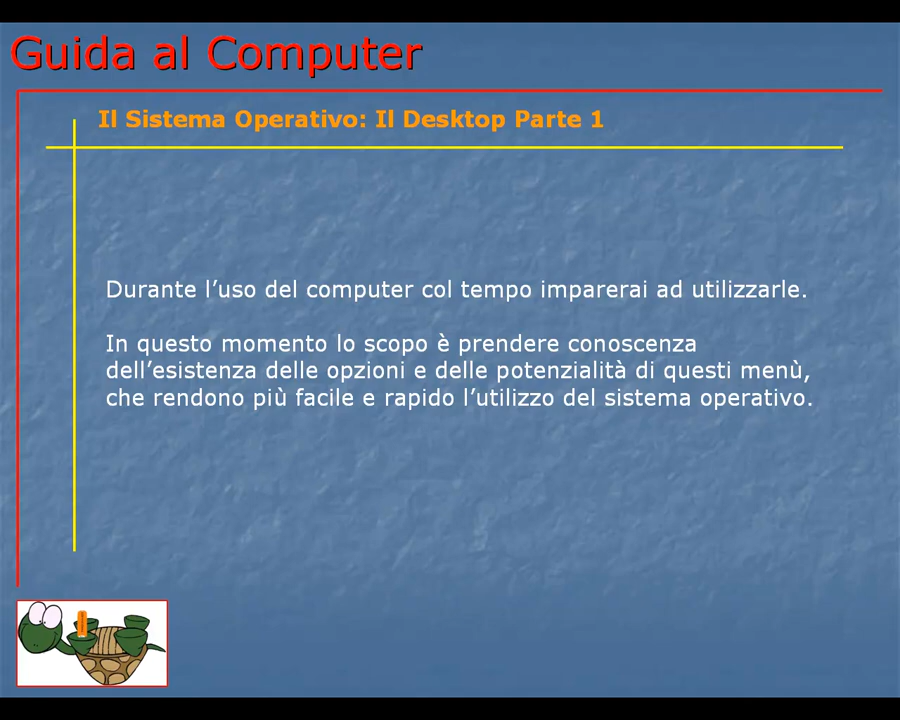 Guida al Computer
Il Sistema Operativo: Il Desktop Parte 1
Durante l’uso del computer col tempo imparerai ad utilizzarle.
In questo momento lo scopo è prendere conoscenza
dell’esistenza delle opzioni e delle potenzialità di questi menù,
che rendono più facile e rapido l’utilizzo del sistema operativo.